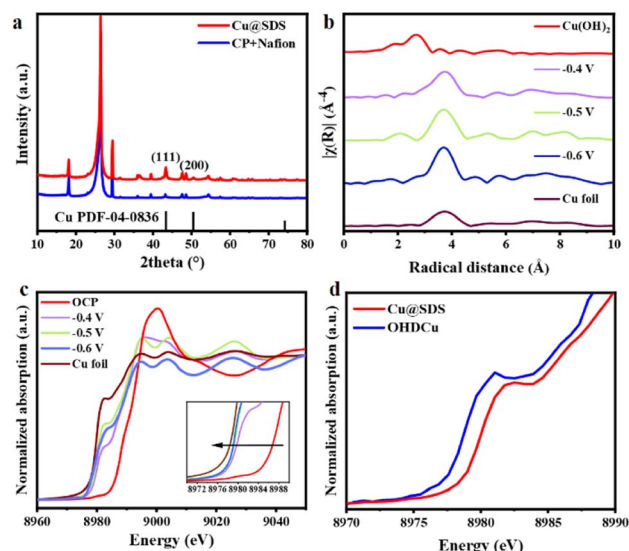 a
Cu@SDS
CP+Nafion
Intensity (a.u.)
(111)
(200)
Cu PDF-04-0836
10 20 30 40 50 60 70 80
2theta (°)
b
Cu(OH)2
-0.4 V
-0.5 V
-0.6 V
Cu foil
|χ(R)| (Å-4)
0 2 4 6 8 10
Radical distance (Å)
c
OCP
-0.4 V
-0.5 V
-0.6 V
Cu foil
Normalized absorption (a.u.)
8972 8976 8980 8984 8988
8960 8980 9000 9020 9040
Energy (eV)
d
Cu@SDS
OHDCu
Normalized absorption (a.u.)
8970 8975 8980 8985 8990
Energy (eV)